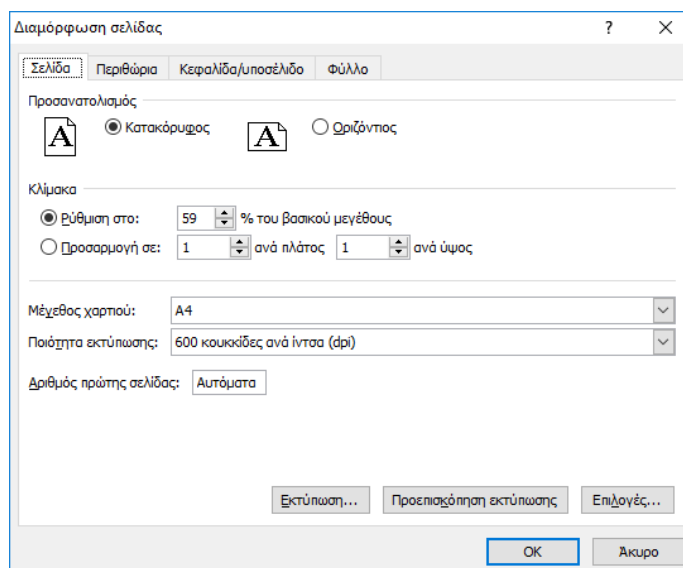 Διαμόρφωση σελίδας ?
Σελίδα Περιθώρια Κεφαλίδα/υποσέλιδο Φύλλο
Προσανατολισμός
A Κατακόρυφος A Οριζόντιος
Κλίμακα
Ρύθμιση στο: 59 % του βασικού μεγέθους
Προσαρμογή σε: 1 ανά πλάτος 1 ανά ύψος
Μέγεθος χαρτιού: A4
Ποιότητα εκτύπωσης: 600 κουκκίδες ανά ίντσα (dpi)
Αριθμός πρώτης σελίδας: Αυτόματα
Εκτύπωση... Προεπισκόπηση εκτύπωσης Επιλογές...
OK Άκυρο